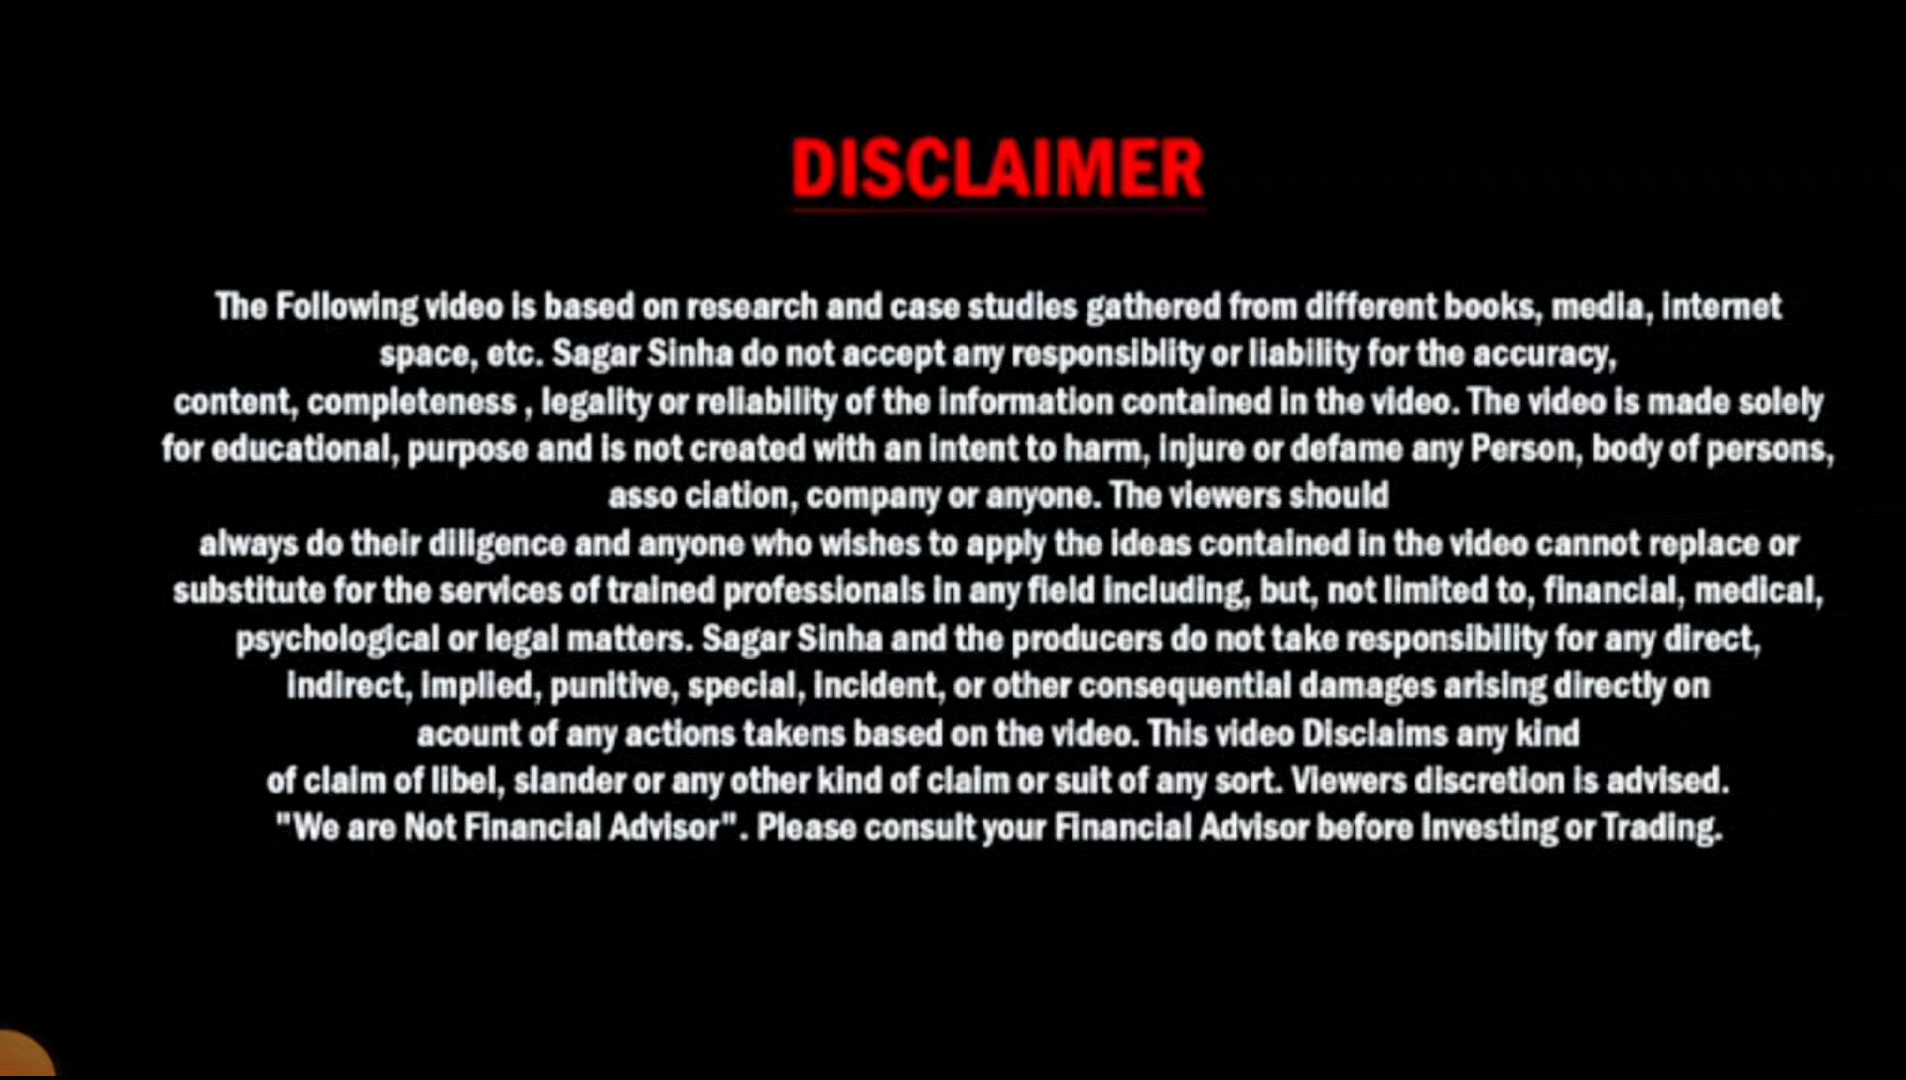 DISCLAIMER
The Following video is based on research and case studies gathered from different books, media, internet
space, etc. Sagar Sinha do not accept any responsiblity or liability for the accuracy,
content, completeness , legality or reliability of the information contained in the video. The video is made solely
for educational, purpose and is not created with an intent to harm, injure or defame any Person, body of persons,
asso ciation, company or anyone. The viewers should
always do their diligence and anyone who wishes to apply the ideas contained in the video cannot replace or
substitute for the services of trained professionals in any field including, but, not limited to, financial, medical,
psychological or legal matters. Sagar Sinha and the producers do not take responsibility for any direct,
indirect, implied, punitive, special, incident, or other consequential damages arising directly on
acount of any actions takens based on the video. This video Disclaims any kind
of claim of libel, slander or any other kind of claim or suit of any sort. Viewers discretion is advised.
"We are Not Financial Advisor". Please consult your Financial Advisor before Investing or Trading.